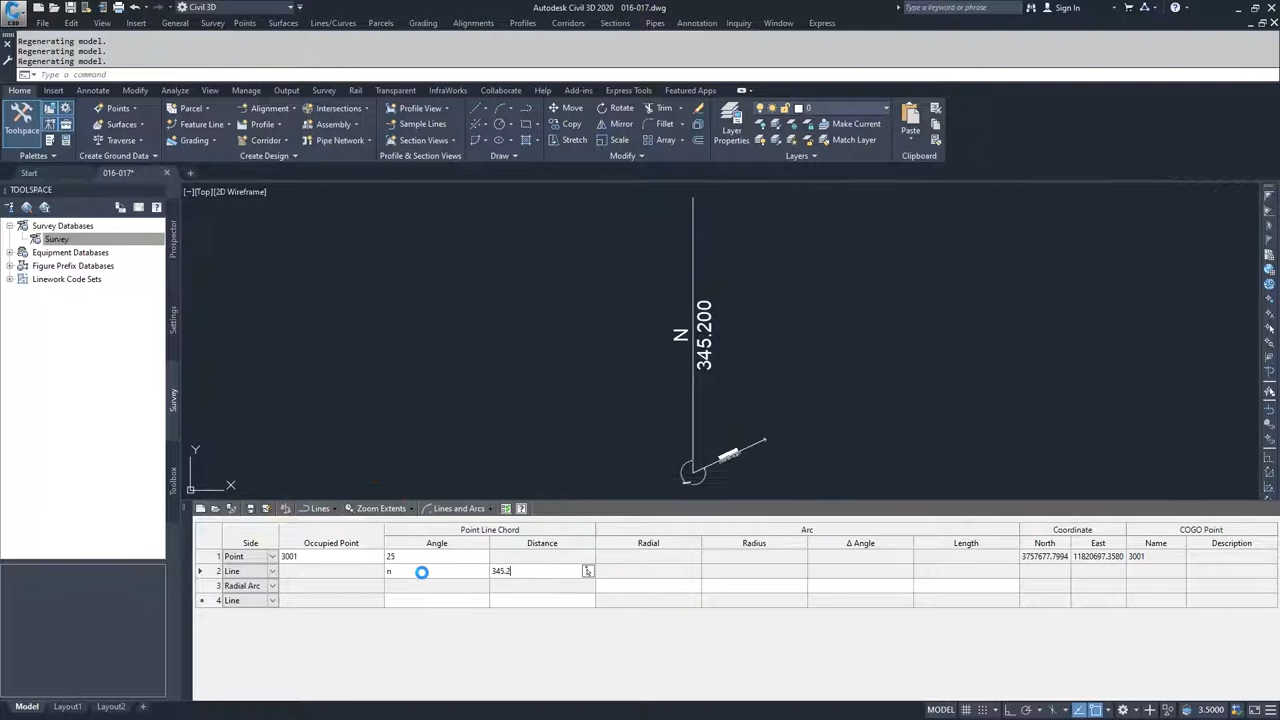 Civil 3D Autodesk Civil 3D 2020 016-017.dwg Type a keyword or phrase Sign In
File Edit View Insert General Survey Points Surfaces Lines/Curves Parcels Grading Alignments Profiles Corridors Sections Pipes Annotation Inquiry Window Express
Regenerating model.
Regenerating model.
Regenerating model.
Type a command
Home Insert Annotate Modify Analyze View Manage Output Survey Rail Transparent InfraWorks Collaborate Help Add-ins Express Tools Featured Apps
Toolspace
Points Parcel Alignment Intersections Profile View Move Rotate Trim 0
Surfaces Feature Line Profile Assembly Sample Lines Copy Mirror Fillet Make Current
Traverse Grading Corridor Pipe Network Section Views Stretch Scale Array Match Layer
Layer Properties
Paste
Palettes Create Ground Data Create Design Profile & Section Views Draw Modify Layers Clipboard
Start 016-017*
TOOLSPACE
[−][Top][2D Wireframe]
Survey Databases
Survey
Equipment Databases
Figure Prefix Databases
Linework Code Sets
Prospector
Settings
Survey
Toolbox
N
345.200
Y
X
Lines Zoom Extents Lines and Arcs
Point Line Chord Arc Coordinate COGO Point
Side Occupied Point Angle Distance Radial Radius Δ Angle Length North East Name Description
1 Point 3001 25 3757677.7994 11820697.3580 3001
2 Line n 345.2
3 Radial Arc
4 Line
Model Layout1 Layout2
MODEL 3.5000